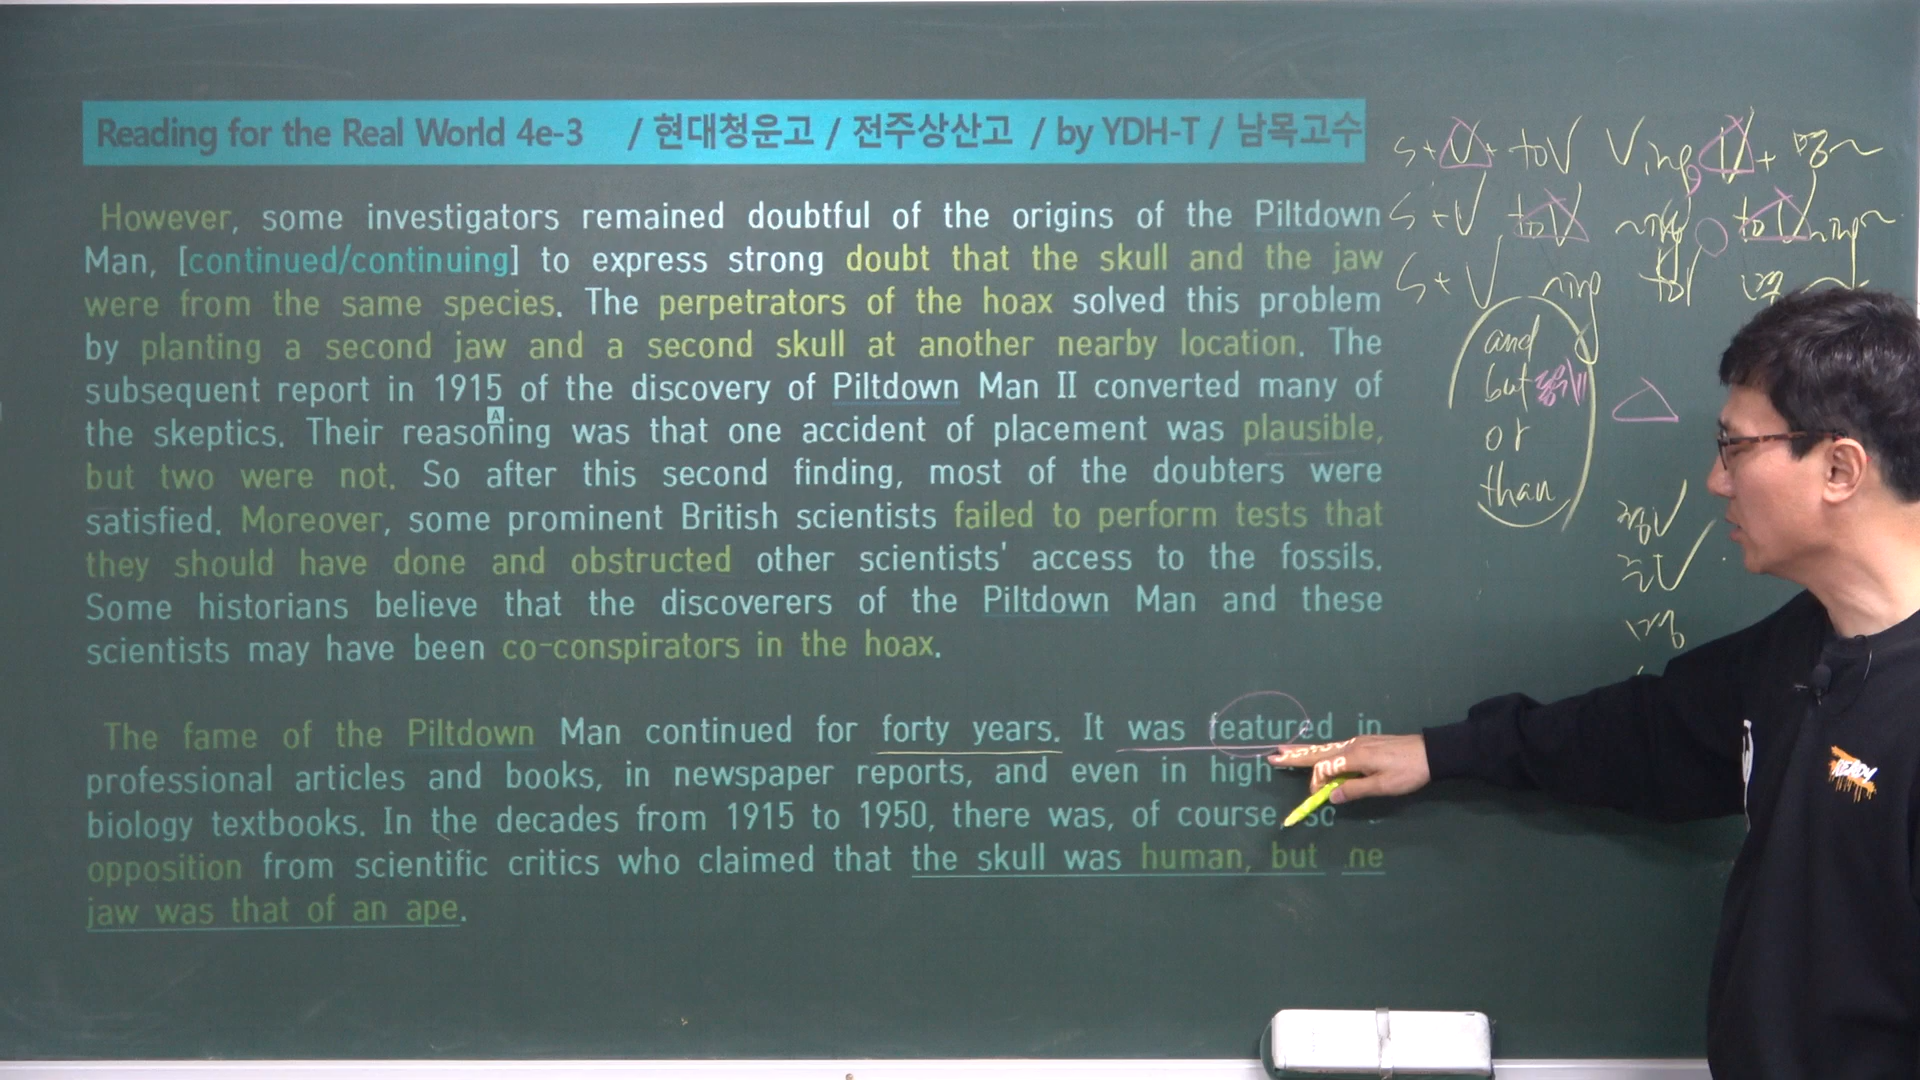 Reading for the Real World 4e-3 / 현대청운고 / 전주상산고 / by YDH-T / 남목고수
However, some investigators remained doubtful of the origins of the Piltdown
Man, [continued/continuing] to express strong doubt that the skull and the jaw
were from the same species. The perpetrators of the hoax solved this problem
by planting a second jaw and a second skull at another nearby location. The
subsequent report in 1915 of the discovery of Piltdown Man II converted many of
A
the skeptics. Their reasoning was that one accident of placement was plausible,
but two were not. So after this second finding, most of the doubters were
satisfied. Moreover, some prominent British scientists failed to perform tests that
they should have done and obstructed other scientists' access to the fossils.
Some historians believe that the discoverers of the Piltdown Man and these
scientists may have been co-conspirators in the hoax.
The fame of the Piltdown Man continued for forty years. It was featured in
professional articles and books, in newspaper reports, and even in high
biology textbooks. In the decades from 1915 to 1950, there was, of course
opposition from scientific critics who claimed that the skull was human, but
jaw was that of an ape.
S+V+ toV Ving
S+V toV
S+V
and
but
or
than
READY